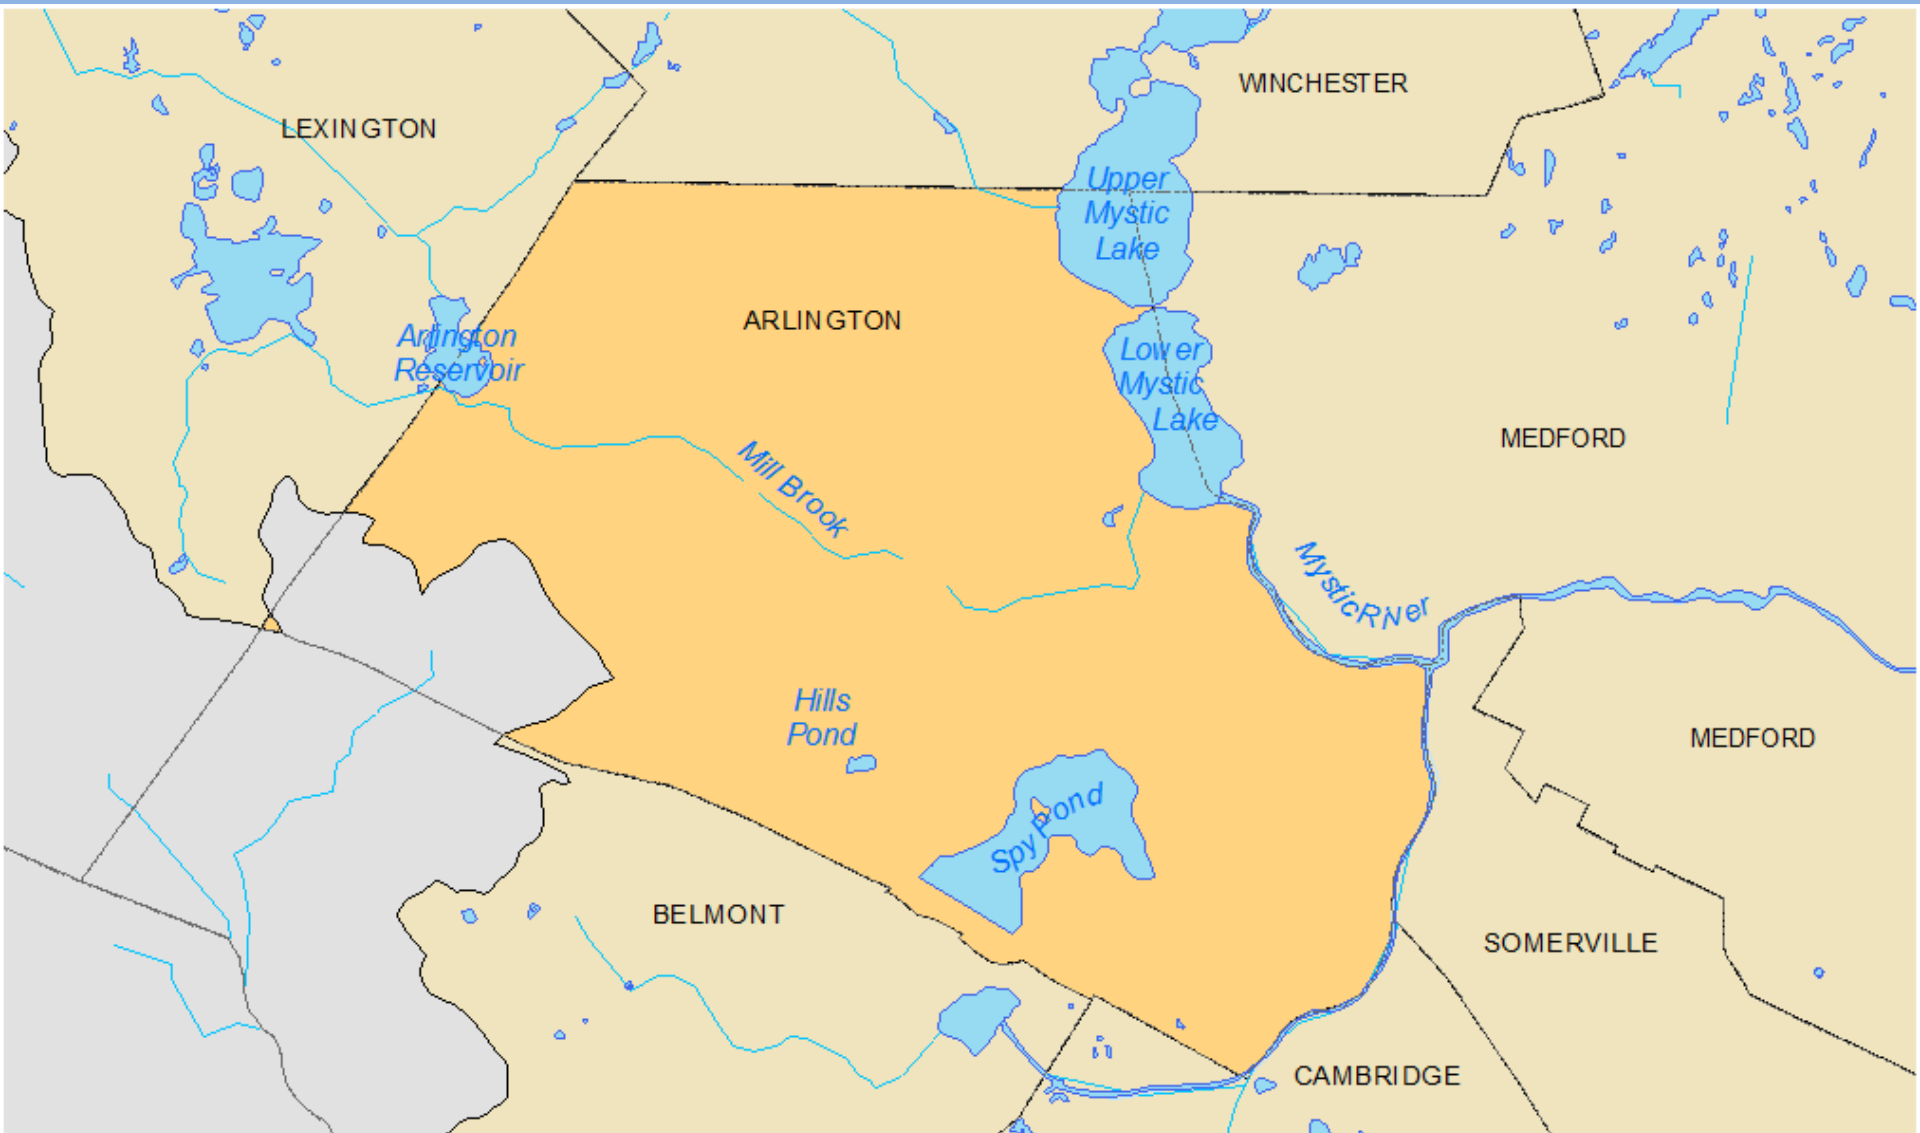 WINCHESTER
LEXINGTON
Upper
Mystic
Lake
ARLINGTON
Arlington
Reservoir
Lower
Mystic
Lake
MEDFORD
Mill Brook
Mystic River
Hills
Pond
MEDFORD
Spy Pond
BELMONT
SOMERVILLE
CAMBRIDGE